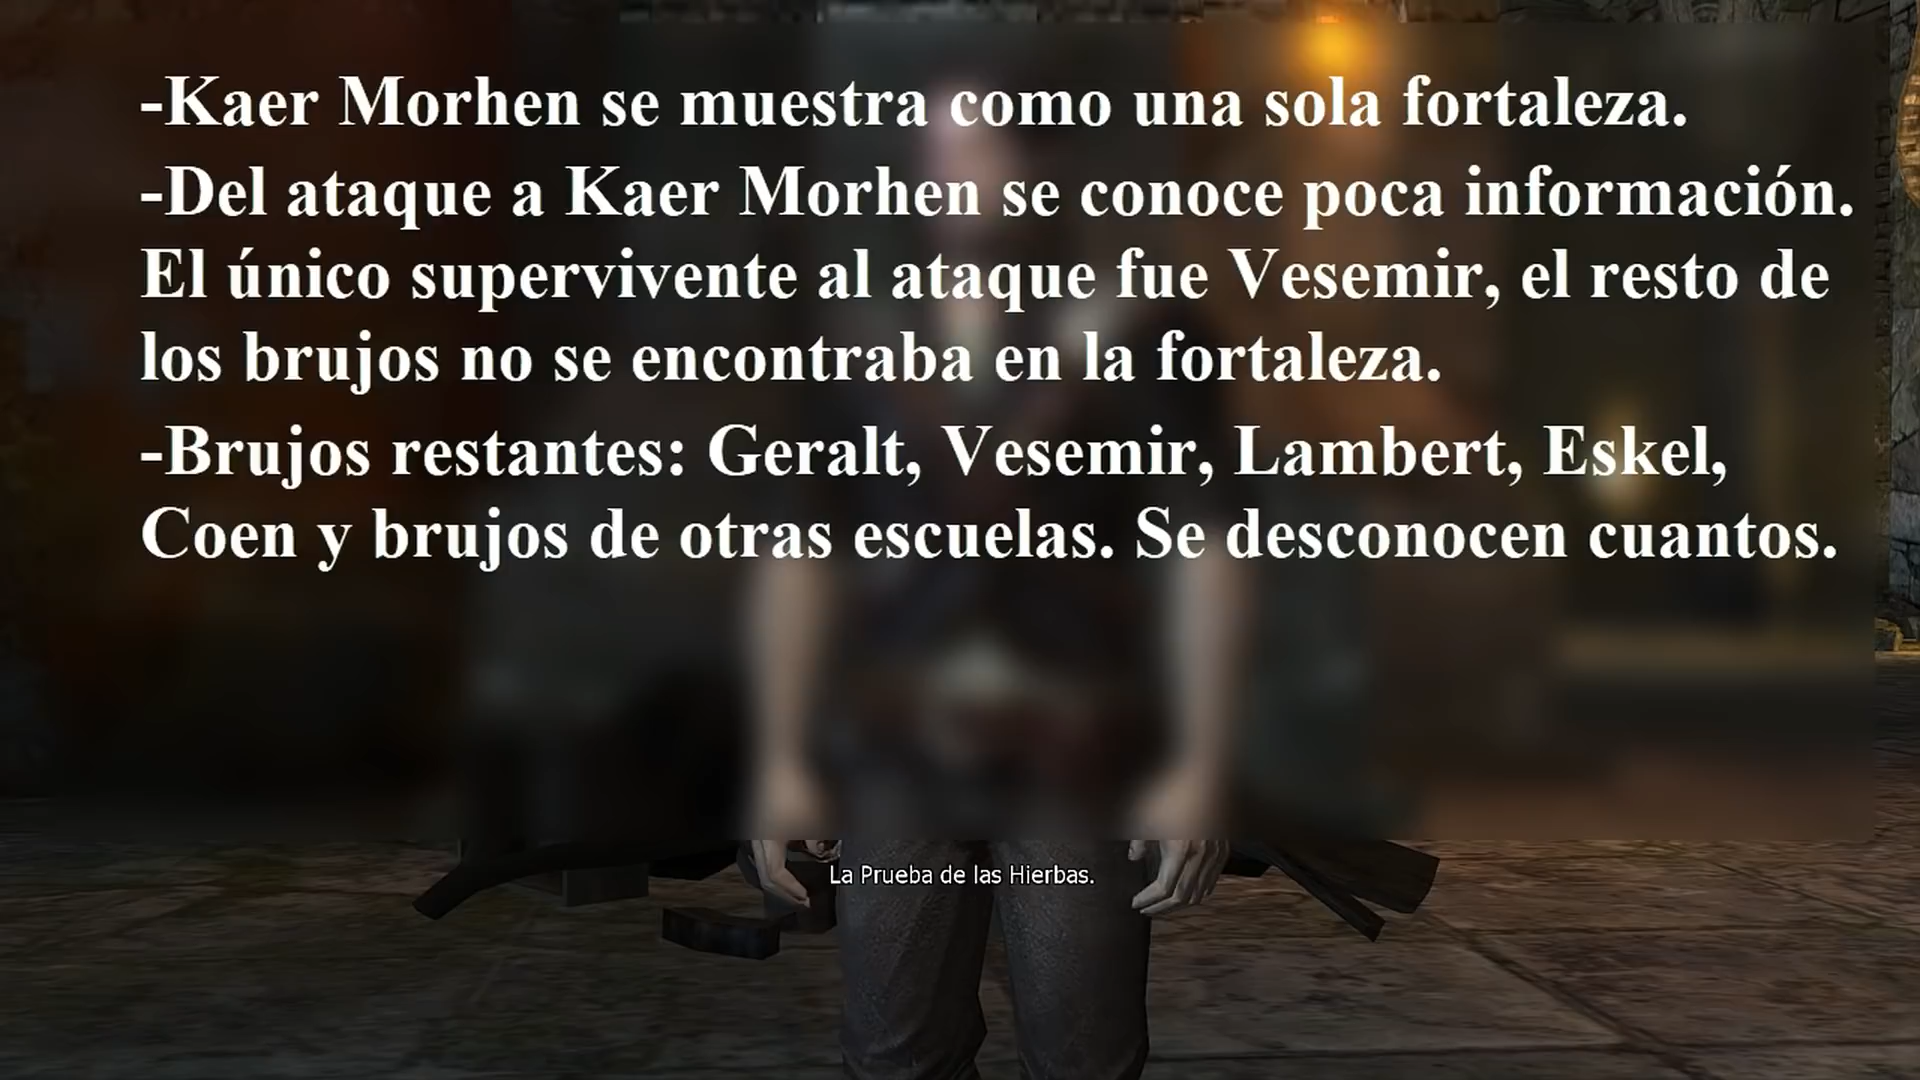 -Kaer Morhen se muestra como una sola fortaleza.
-Del ataque a Kaer Morhen se conoce poca información.
El único supervivente al ataque fue Vesemir, el resto de
los brujos no se encontraba en la fortaleza.
-Brujos restantes: Geralt, Vesemir, Lambert, Eskel,
Coen y brujos de otras escuelas. Se desconocen cuantos.
La Prueba de las Hierbas.